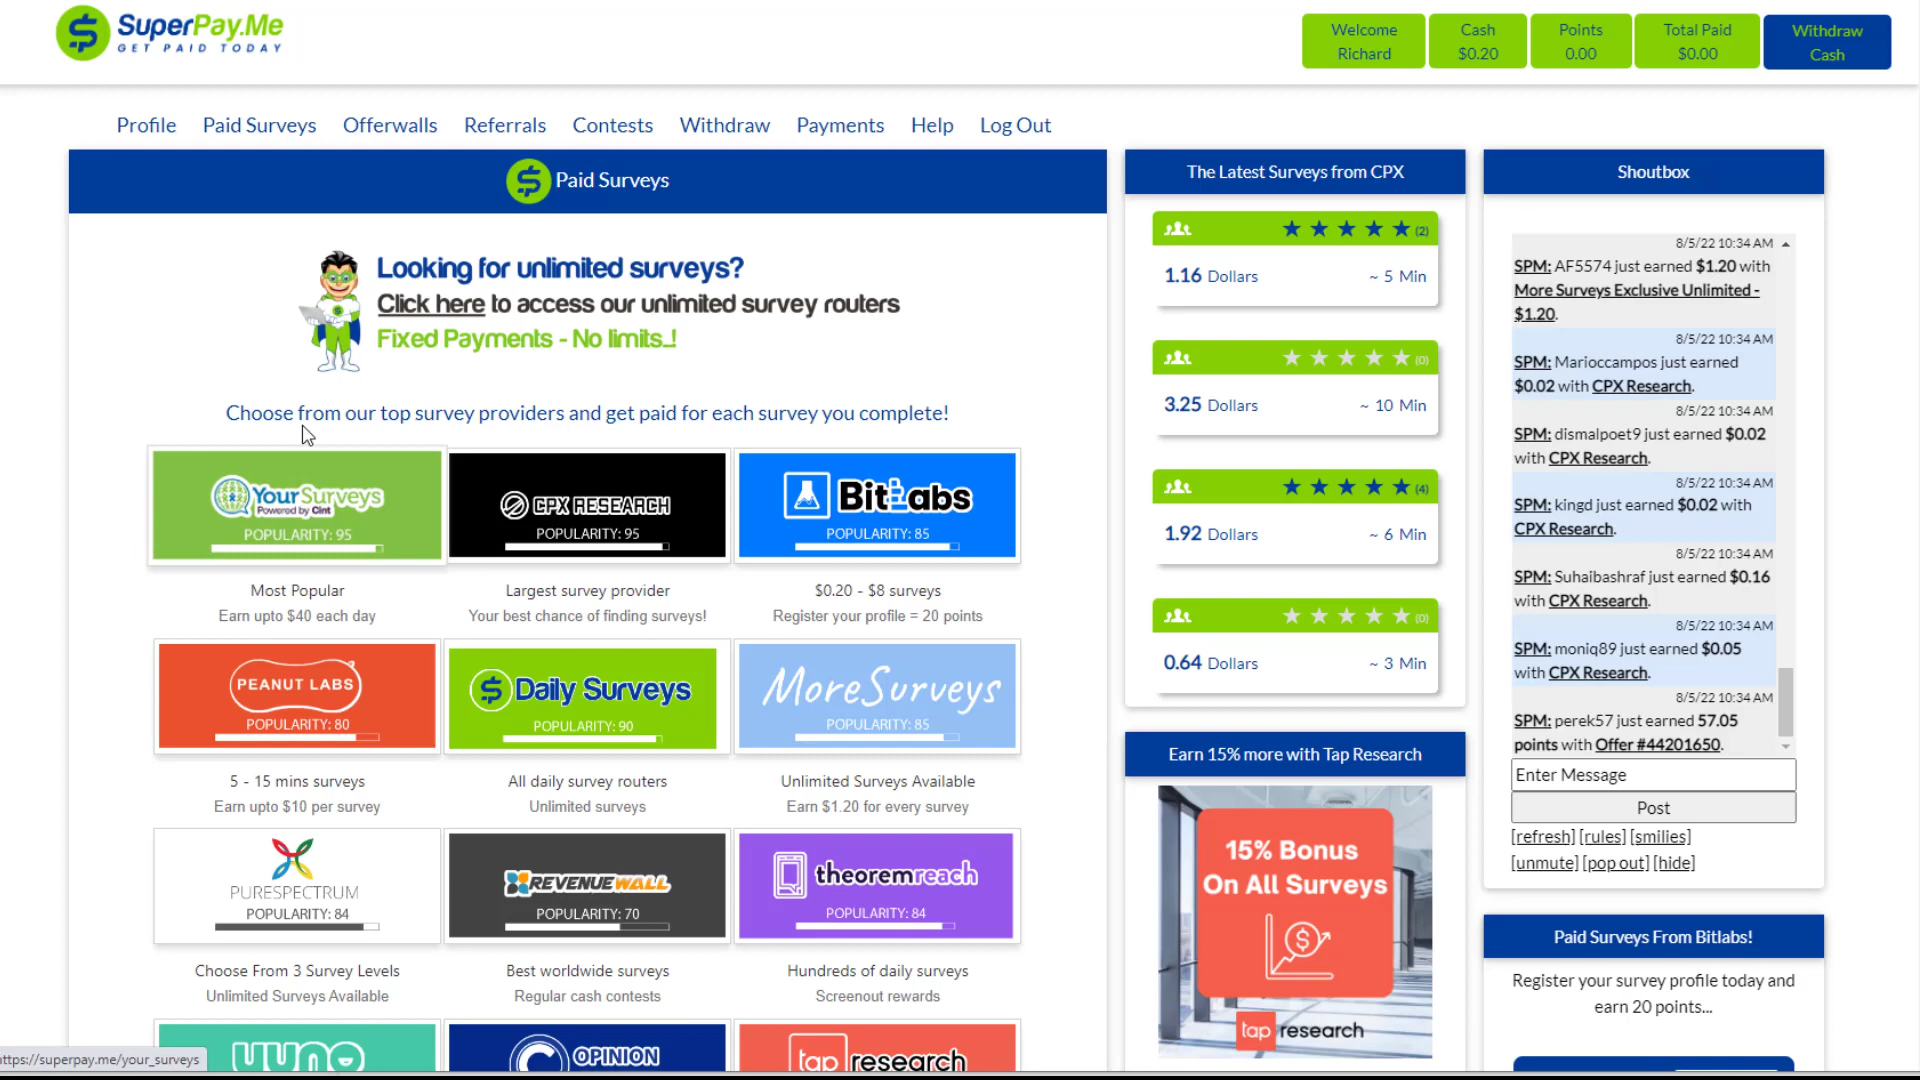 SuperPay.Me
GET PAID TODAY
Welcome
Richard
Cash
$0.20
Points
0.00
Total Paid
$0.00
Withdraw
Cash
Profile
Paid Surveys
Offerwalls
Referrals
Contests
Withdraw
Payments
Help
Log Out
Paid Surveys
Looking for unlimited surveys?
Click here to access our unlimited survey routers
Fixed Payments - No limits..!
Choose from our top survey providers and get paid for each survey you complete!
YourSurveys
Powered by Cint
POPULARITY: 95
Most Popular
Earn upto $40 each day
CPX RESEARCH
POPULARITY: 95
Largest survey provider
Your best chance of finding surveys!
BitLabs
POPULARITY: 85
$0.20 - $8 surveys
Register your profile = 20 points
PEANUT LABS
POPULARITY: 80
5 - 15 mins surveys
Earn upto $10 per survey
Daily Surveys
POPULARITY: 90
All daily survey routers
Unlimited surveys
MoreSurveys
POPULARITY: 85
Unlimited Surveys Available
Earn $1.20 for every survey
PURESPECTRUM
POPULARITY: 84
Choose From 3 Survey Levels
Unlimited Surveys Available
REVENUEWALL
POPULARITY: 70
Best worldwide surveys
Regular cash contests
theoremreach
POPULARITY: 84
Hundreds of daily surveys
Screenout rewards
OPINION
tap research
https://superpay.me/your_surveys
The Latest Surveys from CPX
(2)
1.16 Dollars
~ 5 Min
(0)
3.25 Dollars
~ 10 Min
(4)
1.92 Dollars
~ 6 Min
(0)
0.64 Dollars
~ 3 Min
Earn 15% more with Tap Research
15% Bonus
On All Surveys
tap research
Shoutbox
8/5/22 10:34 AM
SPM: AF5574 just earned $1.20 with
More Surveys Exclusive Unlimited -
$1.20.
8/5/22 10:34 AM
SPM: Marioccampos just earned
$0.02 with CPX Research.
8/5/22 10:34 AM
SPM: dismalpoet9 just earned $0.02
with CPX Research.
8/5/22 10:34 AM
SPM: kingd just earned $0.02 with
CPX Research.
8/5/22 10:34 AM
SPM: Suhaibashraf just earned $0.16
with CPX Research.
8/5/22 10:34 AM
SPM: moniq89 just earned $0.05
with CPX Research.
8/5/22 10:34 AM
SPM: perek57 just earned 57.05
points with Offer #44201650.
Enter Message
Post
[refresh] [rules] [smilies]
[unmute] [pop out] [hide]
Paid Surveys From Bitlabs!
Register your survey profile today and
earn 20 points...